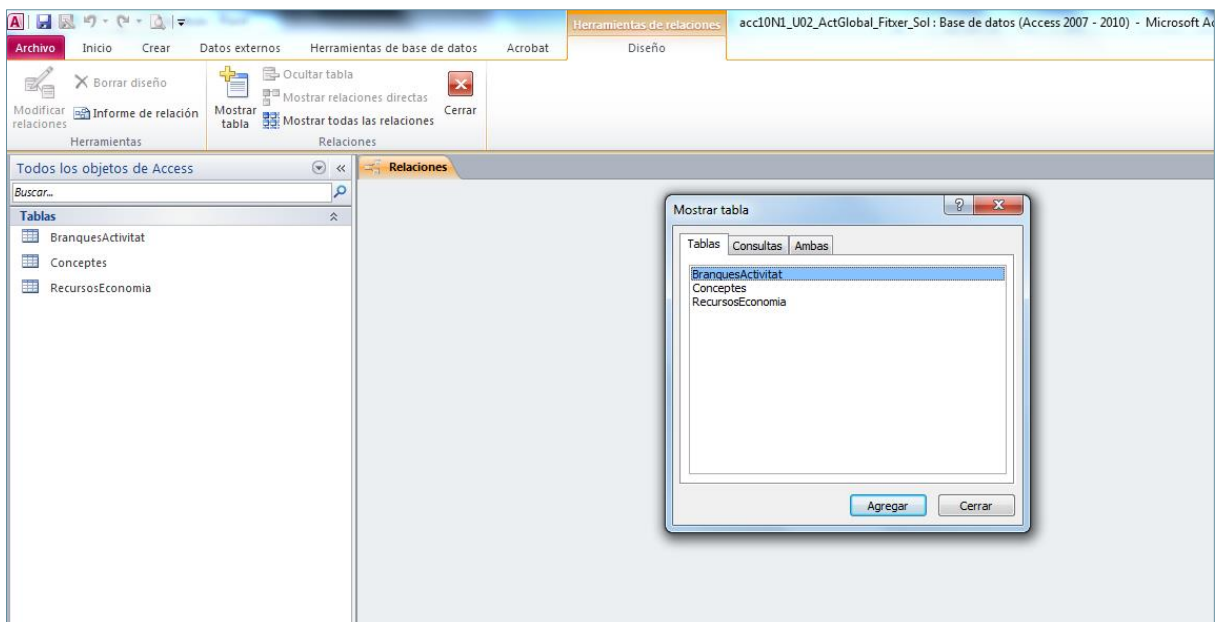 Herramientas de relaciones
acc10N1_U02_ActGlobal_Fitxer_Sol : Base de datos (Access 2007 - 2010) - Microsoft Ac
Archivo Inicio Crear Datos externos Herramientas de base de datos Acrobat Diseño
Modificar relaciones
Borrar diseño
Informe de relación
Herramientas
Mostrar tabla
Ocultar tabla
Mostrar relaciones directas
Mostrar todas las relaciones
Cerrar
Relaciones
Todos los objetos de Access
Buscar...
Tablas
BranquesActivitat
Conceptes
RecursosEconomia
Relaciones
Mostrar tabla
Tablas Consultas Ambas
BranquesActivitat
Conceptes
RecursosEconomia
Agregar Cerrar